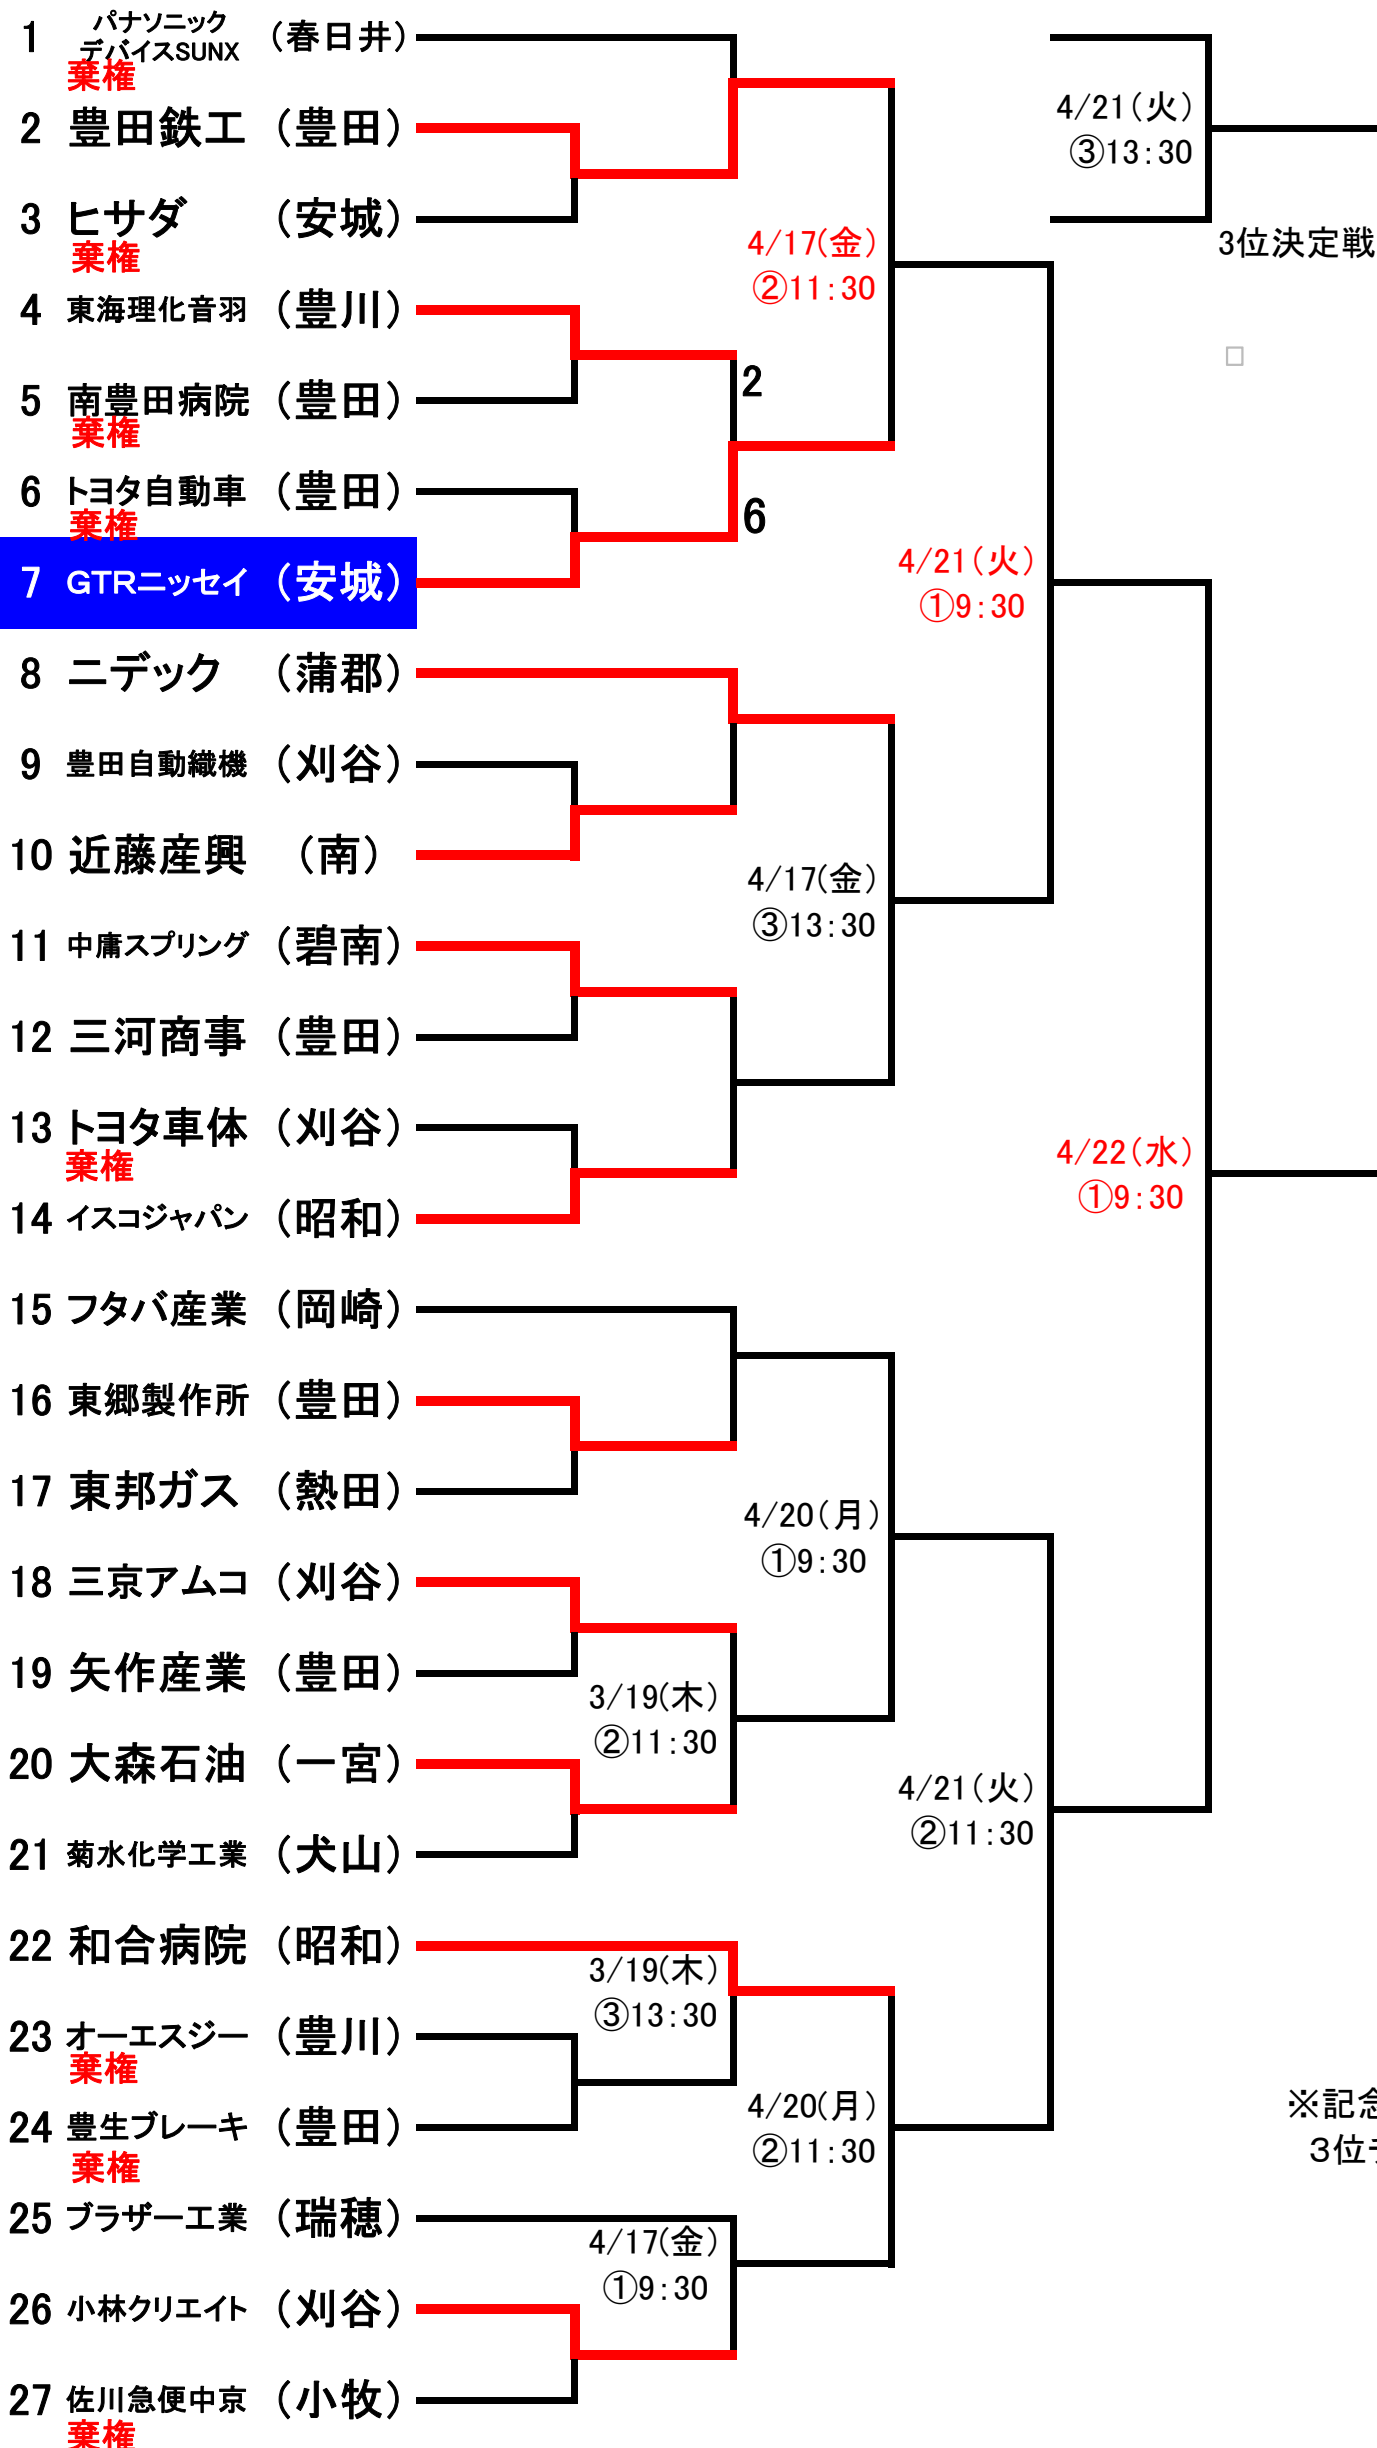 1 パナソニック
デバイスSUNX (春日井)
棄権
2 豊田鉄工 (豊田)
3 ヒサダ (安城)
棄権
4 東海理化音羽 (豊川)
5 南豊田病院 (豊田)
棄権
6 トヨタ自動車 (豊田)
棄権
7 GTRニッセイ (安城)
8 ニデック (蒲郡)
9 豊田自動織機 (刈谷)
10 近藤産興 (南)
11 中庸スプリング (碧南)
12 三河商事 (豊田)
13 トヨタ車体 (刈谷)
棄権
14 イスコジャパン (昭和)
15 フタバ産業 (岡崎)
16 東郷製作所 (豊田)
17 東邦ガス (熱田)
18 三京アムコ (刈谷)
19 矢作産業 (豊田)
20 大森石油 (一宮)
21 菊水化学工業 (犬山)
22 和合病院 (昭和)
23 オーエスジー (豊川)
棄権
24 豊生ブレーキ (豊田)
棄権
25 ブラザー工業 (瑞穂)
26 小林クリエイト (刈谷)
27 佐川急便中京 (小牧)
棄権
2
6
3/19(木)
②11:30
3/19(木)
③13:30
4/17(金)
①9:30
4/17(金)
②11:30
4/17(金)
③13:30
4/20(月)
①9:30
4/20(月)
②11:30
4/21(火)
①9:30
4/21(火)
②11:30
4/21(火)
③13:30
3位決定戦
4/22(水)
①9:30
※記念
3位